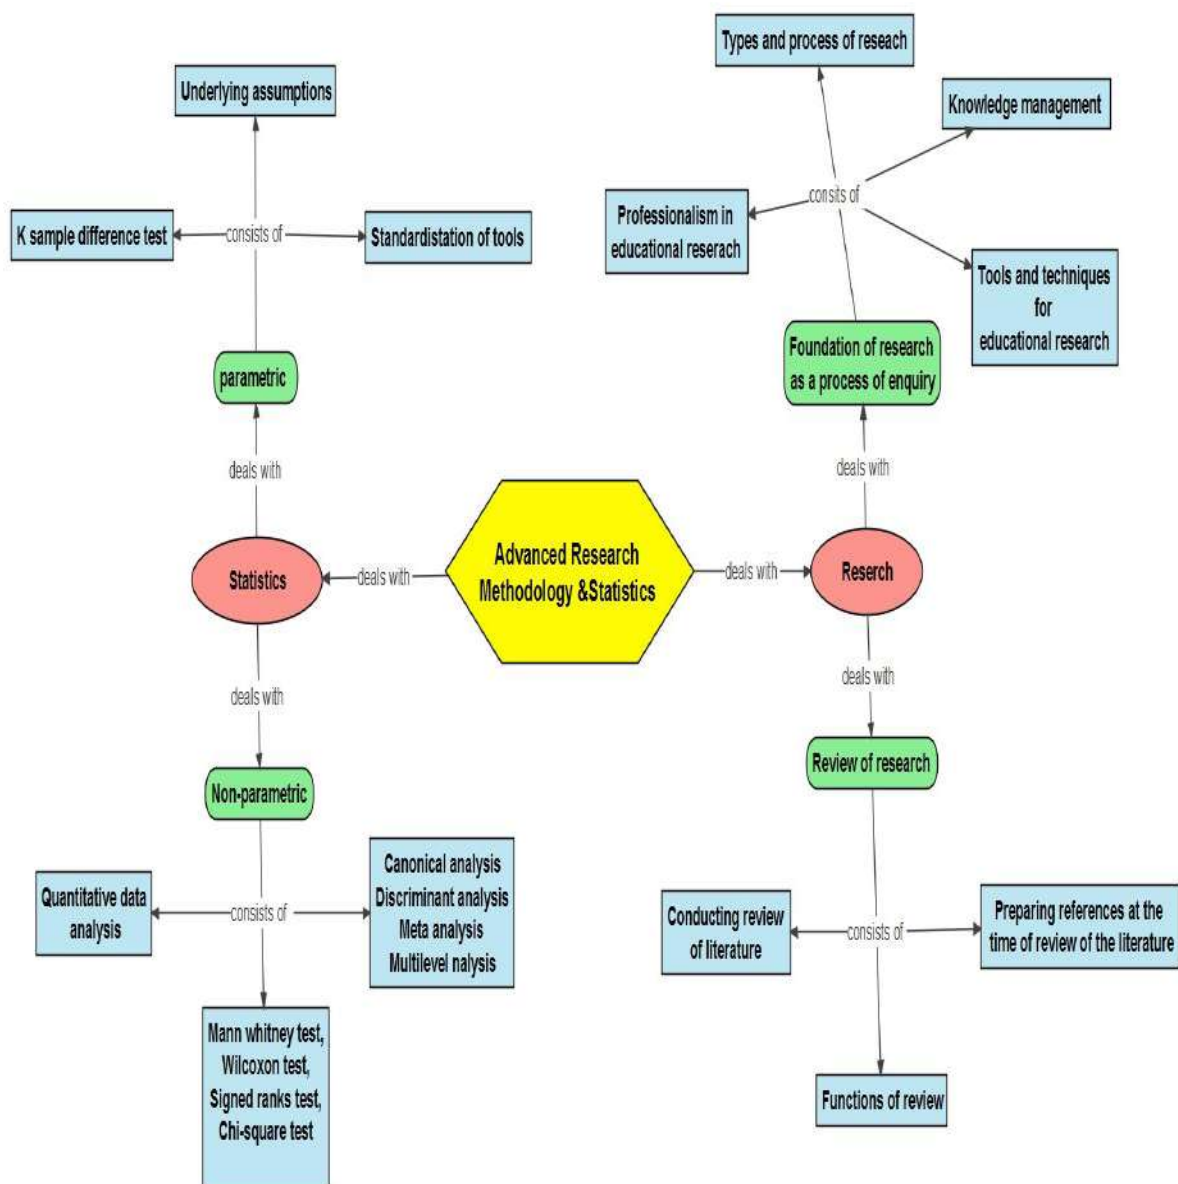 Types and process of reseach
Underlying assumptions
Knowledge management
consits of
Professionalism in
educational reserach
K sample difference test
consists of
Standardistation of tools
Tools and techniques
for
educational research
Foundation of research
as a process of enquiry
parametric
deals with
deals with
Advanced Research
Methodology &Statistics
Statistics
deals with
deals with
Reserch
deals with
deals with
Review of research
Non-parametric
Quantitative data
analysis
consists of
Canonical analysis
Discriminant analysis
Meta analysis
Multilevel nalysis
Conducting review
of literature
consists of
Preparing references at the
time of review of the literature
Mann whitney test,
Wilcoxon test,
Signed ranks test,
Chi-square test
Functions of review